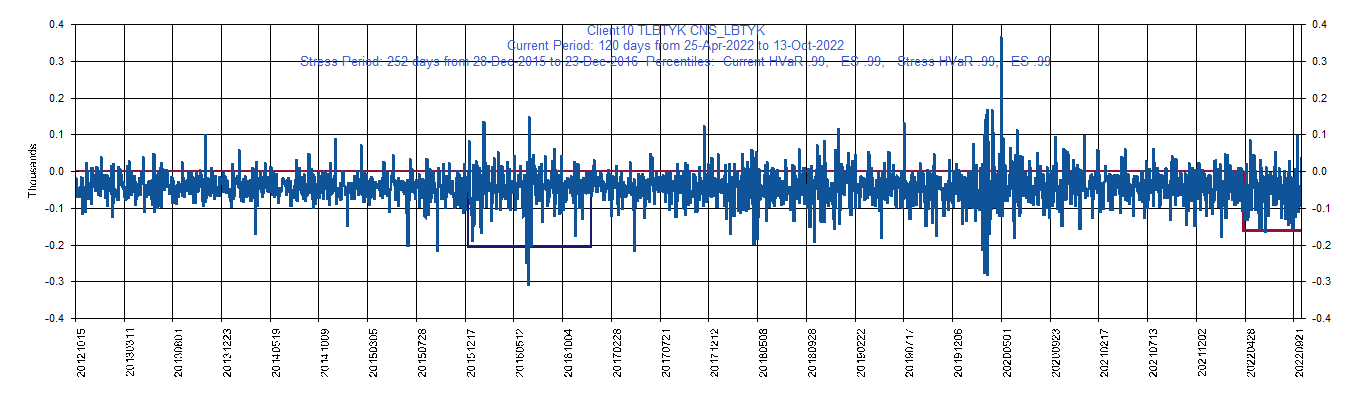 Client10 TLBTYK CNS_LBTYK
Current Period: 120 days from 25-Apr-2022 to 13-Oct-2022
Stress Period: 252 days from 28-Dec-2015 to 23-Dec-2016 Percentiles: Current HVaR .99, ES .99, Stress HVaR .99, ES .99
0.4 0.4
0.3 0.3
0.2 0.2
0.1 0.1
0.0 0.0
-0.1 -0.1
-0.2 -0.2
-0.3 -0.3
-0.4 -0.4
Thousands
20121015 20130311 20130801 20131223 20140519 20141009 20150305 20150728 20151217 20160512 20161004 20170228 20170721 20171212 20180508 20180928 20190222 20190717 20191206 20200501 20200923 20210217 20210713 20211202 20220428 20220921